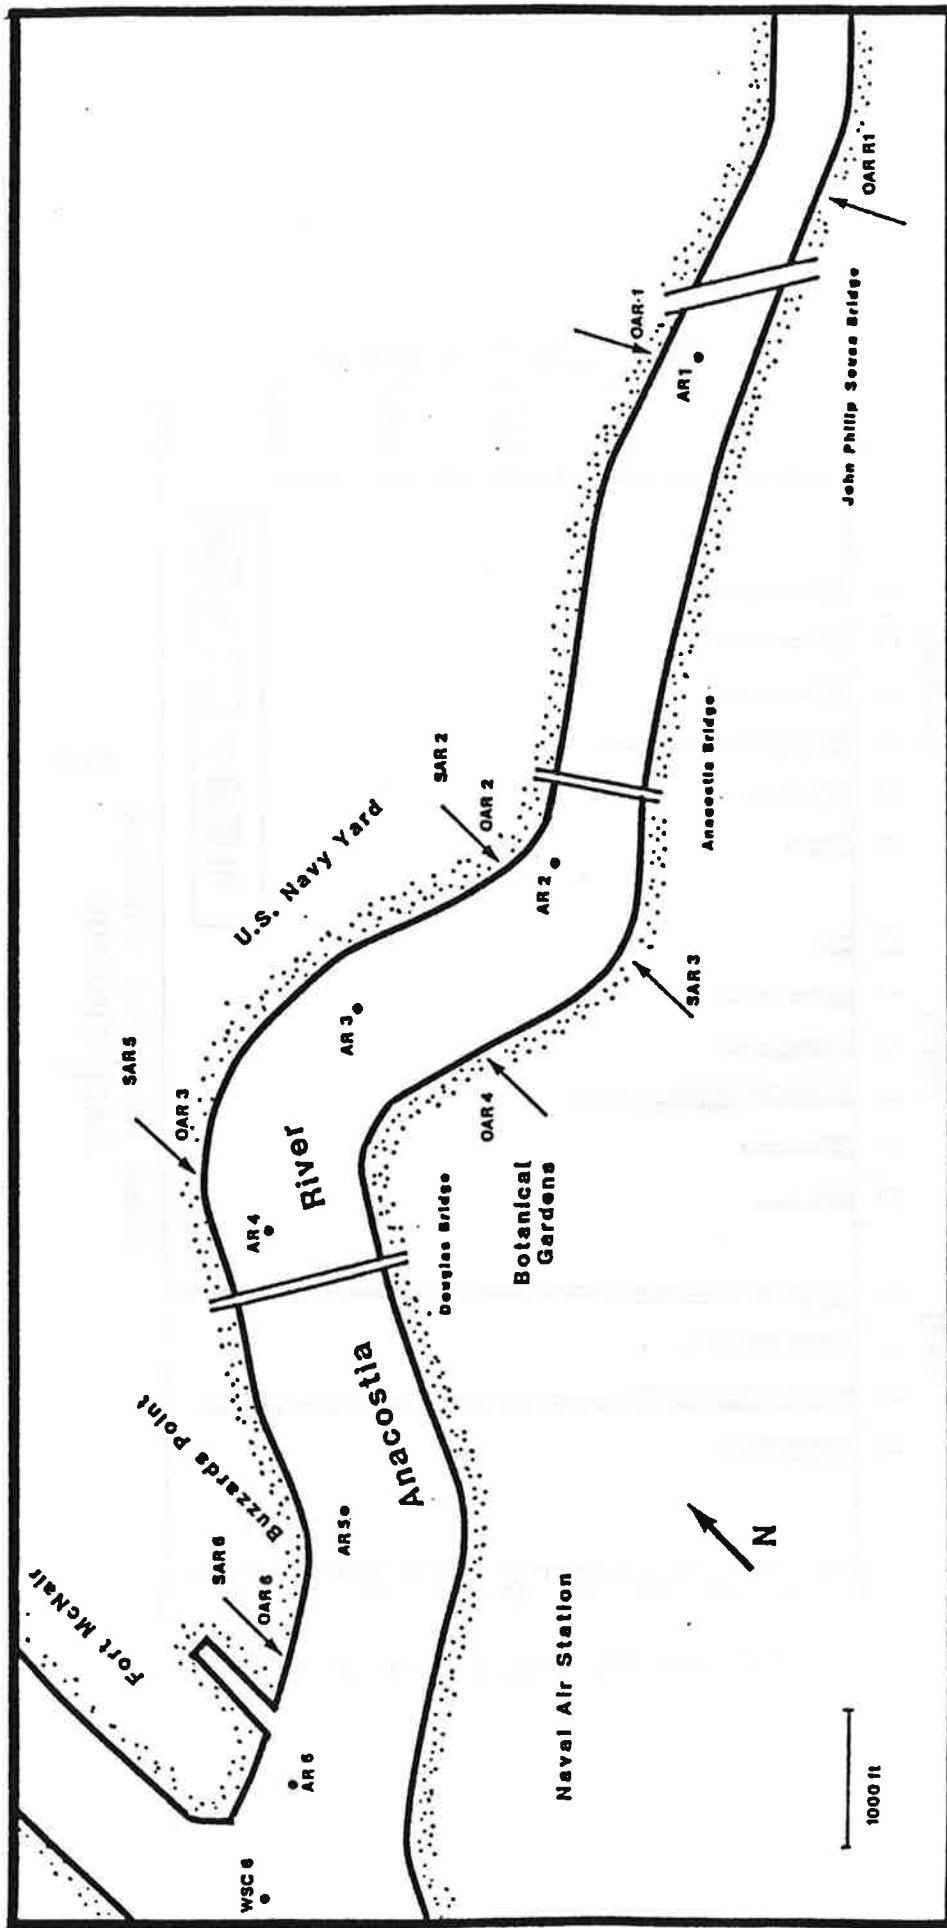 Fort McNair
Buzzards Point
SAR 6
OAR 6
AR 6
WSC 6
AR 5
Anacostia
River
SAR 5
OAR 3
AR 4
Douglas Bridge
Botanical
Gardens
OAR 4
AR 3
U.S. Navy Yard
SAR 2
OAR 2
AR 2
SAR 3
Anacostia Bridge
OAR-1
AR 1
OAR R1
John Philip Sousa Bridge
Naval Air Station
N
1000 ft